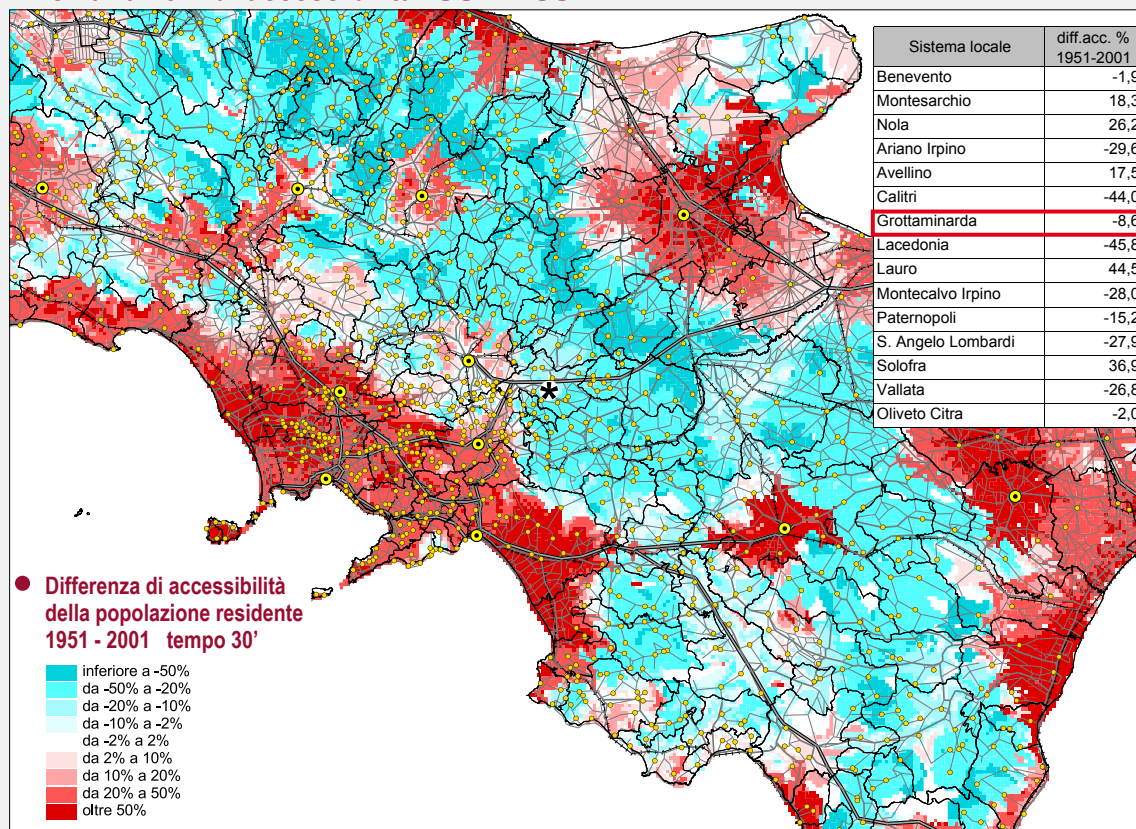 Sistema locale diff.acc. %
1951-2001
Benevento -1,9
Montesarchio 18,3
Nola 26,2
Ariano Irpino -29,6
Avellino 17,5
Calitri -44,0
Grottaminarda -8,6
Lacedonia -45,8
Lauro 44,5
Montecalvo Irpino -28,0
Paternopoli -15,2
S. Angelo Lombardi -27,9
Solofra 36,9
Vallata -26,8
Oliveto Citra -2,0
*
Differenza di accessibilità
della popolazione residente
1951 - 2001 tempo 30’
inferiore a -50%
da -50% a -20%
da -20% a -10%
da -10% a -2%
da -2% a 2%
da 2% a 10%
da 10% a 20%
da 20% a 50%
oltre 50%